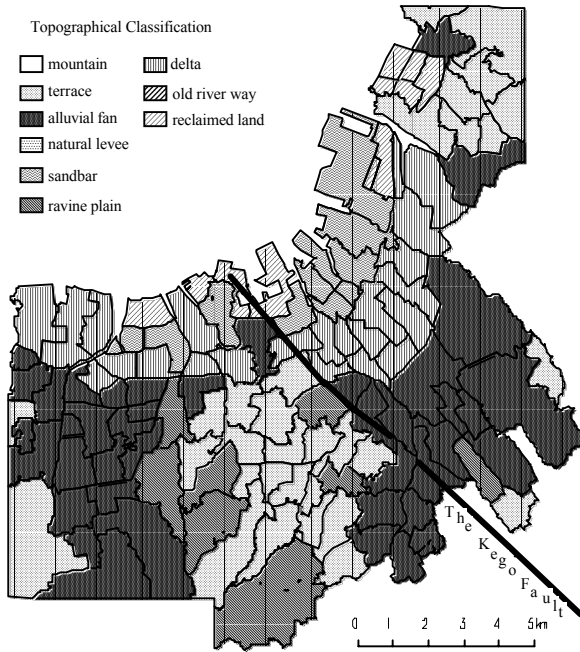 Topographical Classification
mountain
terrace
alluvial fan
natural levee
sandbar
ravine plain
delta
old river way
reclaimed land
The Kego Fault
0 1 2 3 4 5km